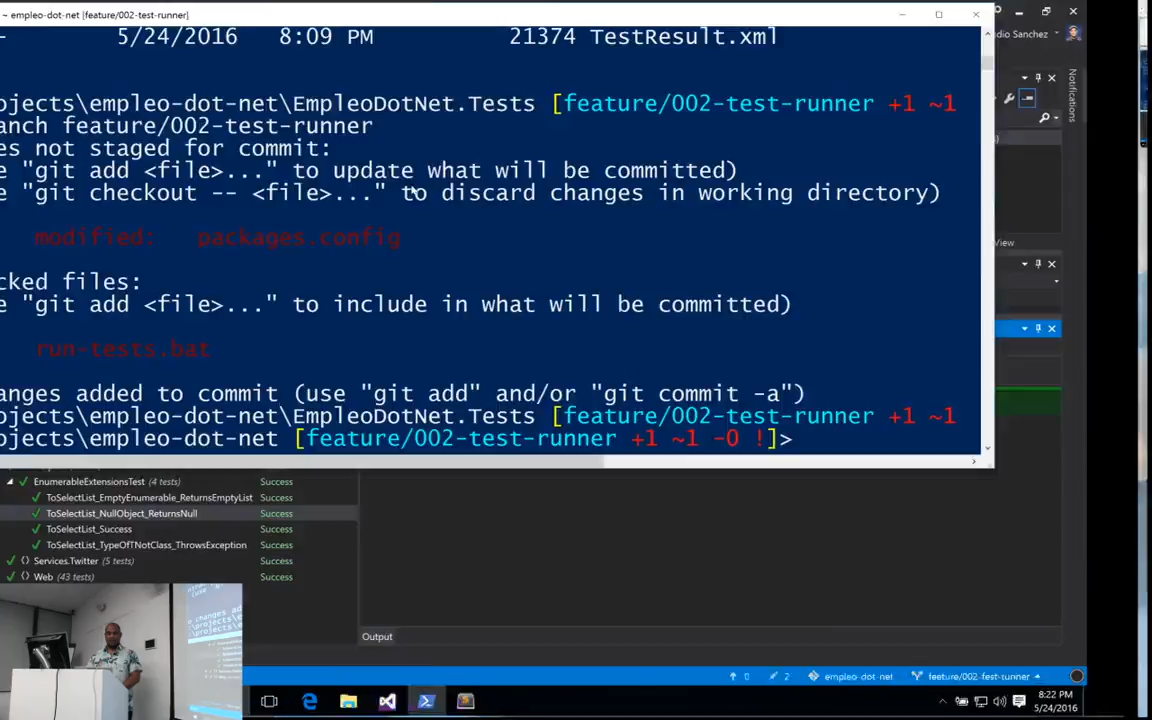 ~ empleo-dot-net [feature/002-test-runner]
5/24/2016 8:09 PM 21374 TestResult.xml
ojects\empleo-dot-net\EmpleoDotNet.Tests [feature/002-test-runner +1 ~1
anch feature/002-test-runner
es not staged for commit:
e "git add <file>..." to update what will be committed)
e "git checkout -- <file>..." to discard changes in working directory)
modified: packages.config
cked files:
e "git add <file>..." to include in what will be committed)
run-tests.bat
anges added to commit (use "git add" and/or "git commit -a")
ojects\empleo-dot-net\EmpleoDotNet.Tests [feature/002-test-runner +1 ~1
ojects\empleo-dot-net [feature/002-test-runner +1 ~1 -0 !]>
dio Sanchez
Notifications
View
EnumerableExtensionsTest (4 tests) Success
ToSelectList_EmptyEnumerable_ReturnsEmptyList Success
ToSelectList_NullObject_ReturnsNull Success
ToSelectList_Success Success
ToSelectList_TypeOfTNotClass_ThrowsException Success
Services.Twitter (5 tests) Success
Web (43 tests) Success
Output
0 2 empleo-dot-net feature/002-test-runner
8:22 PM
5/24/2016